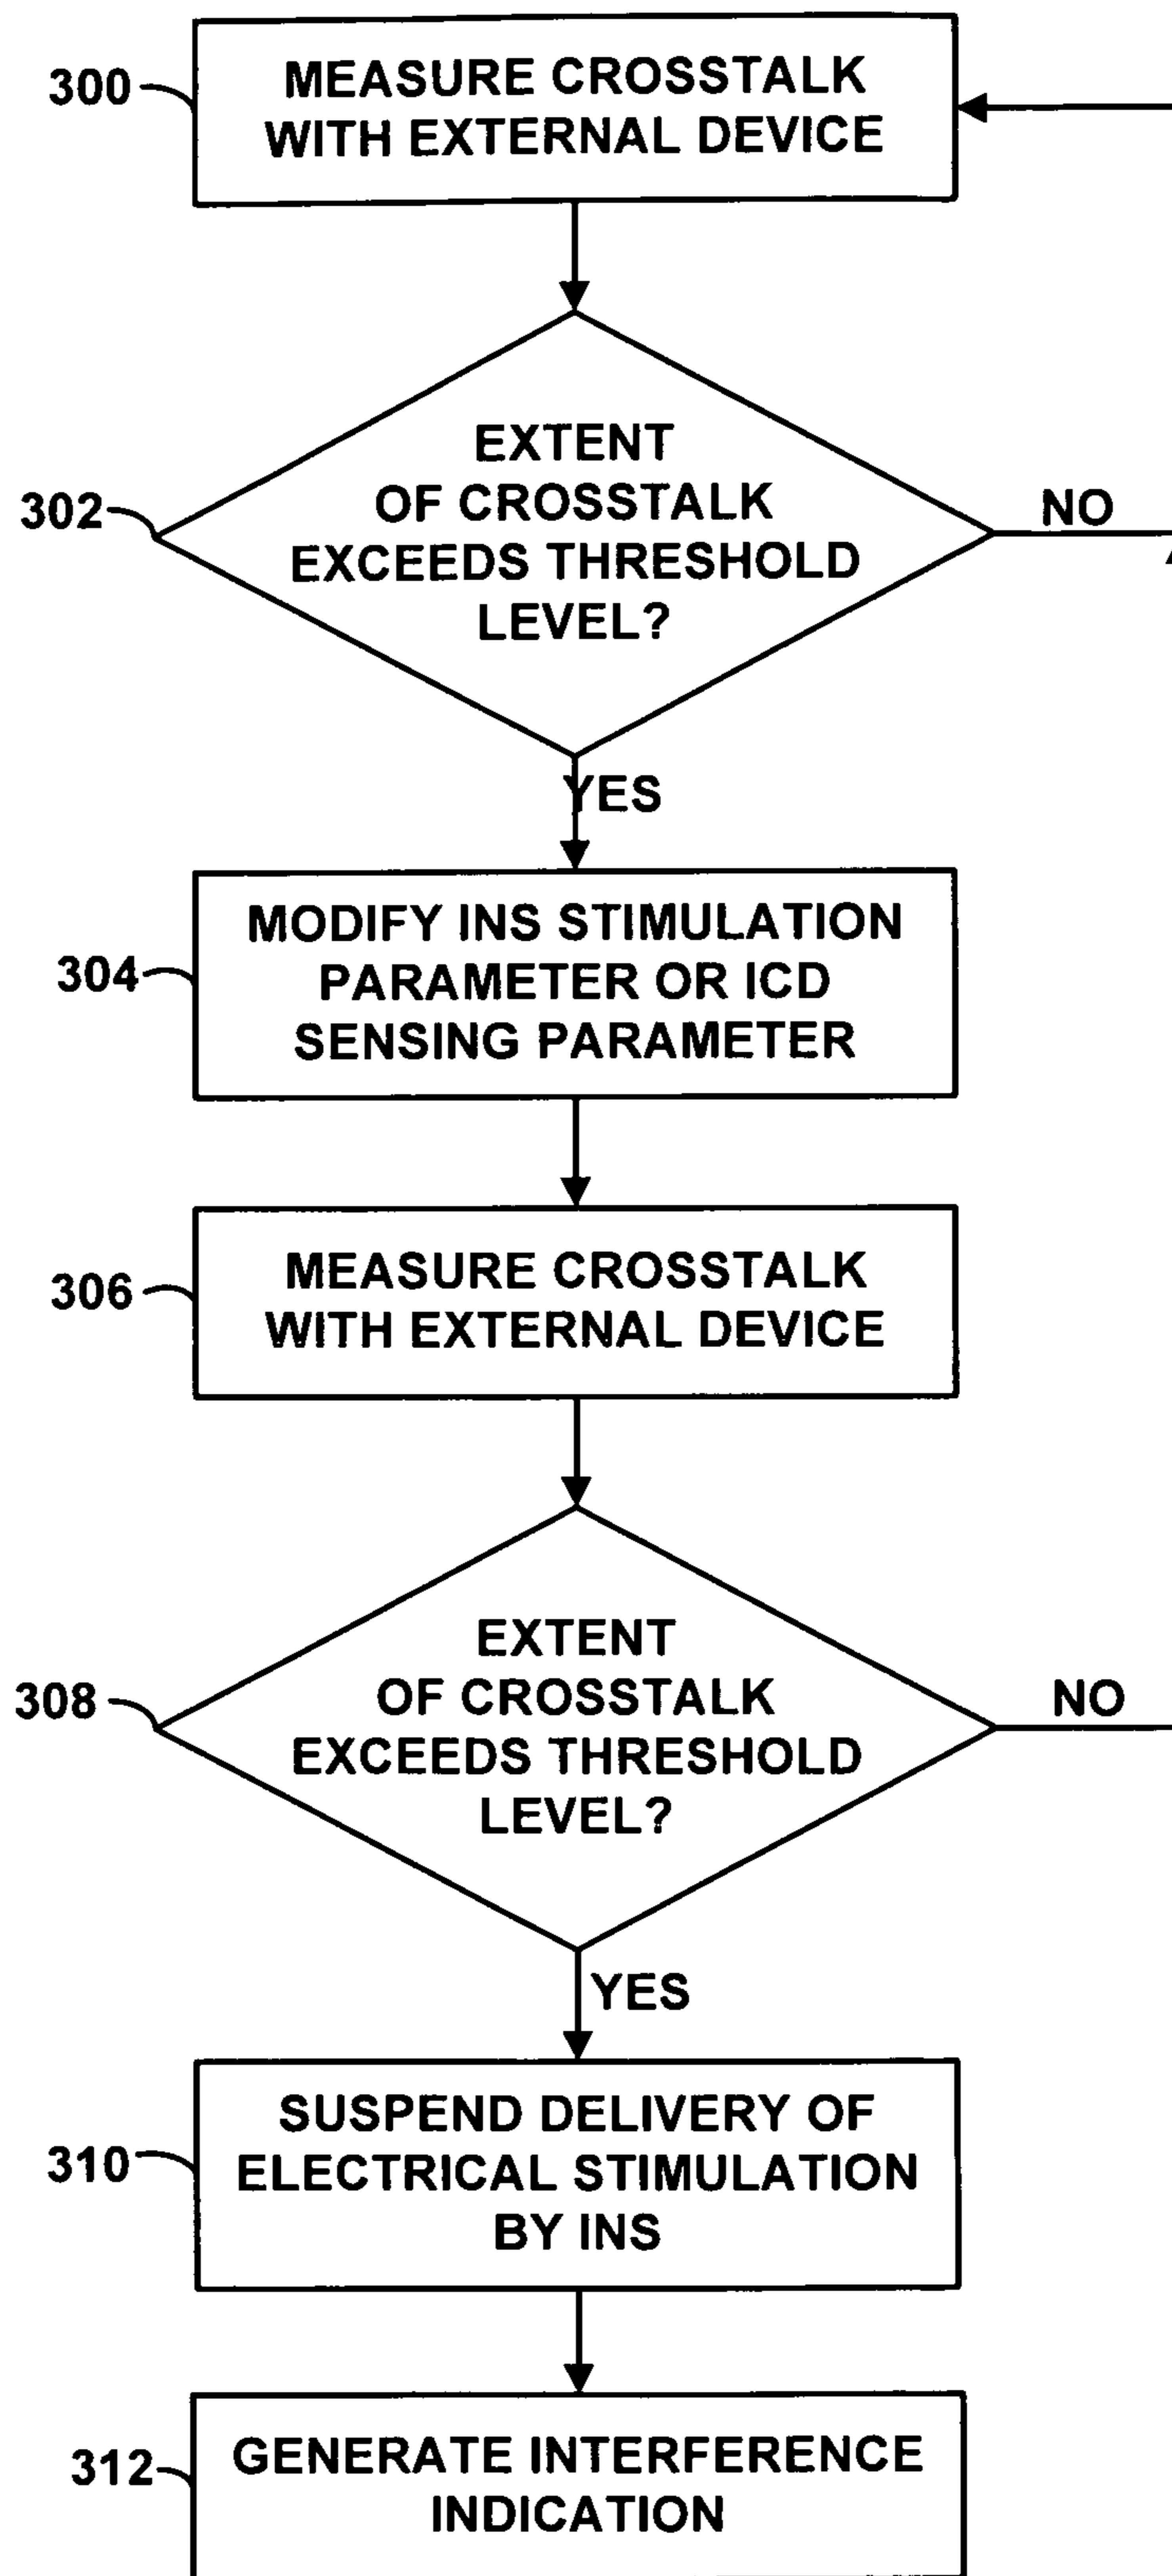 300
MEASURE CROSSTALK
WITH EXTERNAL DEVICE
302
EXTENT
OF CROSSTALK
EXCEEDS THRESHOLD
LEVEL?
NO
YES
304
MODIFY INS STIMULATION
PARAMETER OR ICD
SENSING PARAMETER
306
MEASURE CROSSTALK
WITH EXTERNAL DEVICE
308
EXTENT
OF CROSSTALK
EXCEEDS THRESHOLD
LEVEL?
NO
YES
310
SUSPEND DELIVERY OF
ELECTRICAL STIMULATION
BY INS
312
GENERATE INTERFERENCE
INDICATION